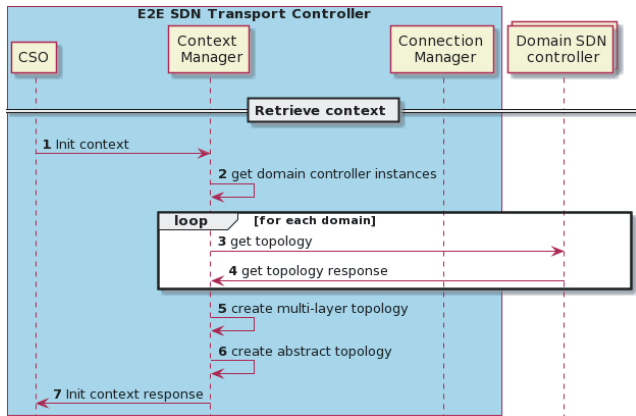 E2E SDN Transport Controller
CSO
Context
Manager
Connection
Manager
Domain SDN
controller
Retrieve context
1 Init context
2 get domain controller instances
loop [for each domain]
3 get topology
4 get topology response
5 create multi-layer topology
6 create abstract topology
7 Init context response